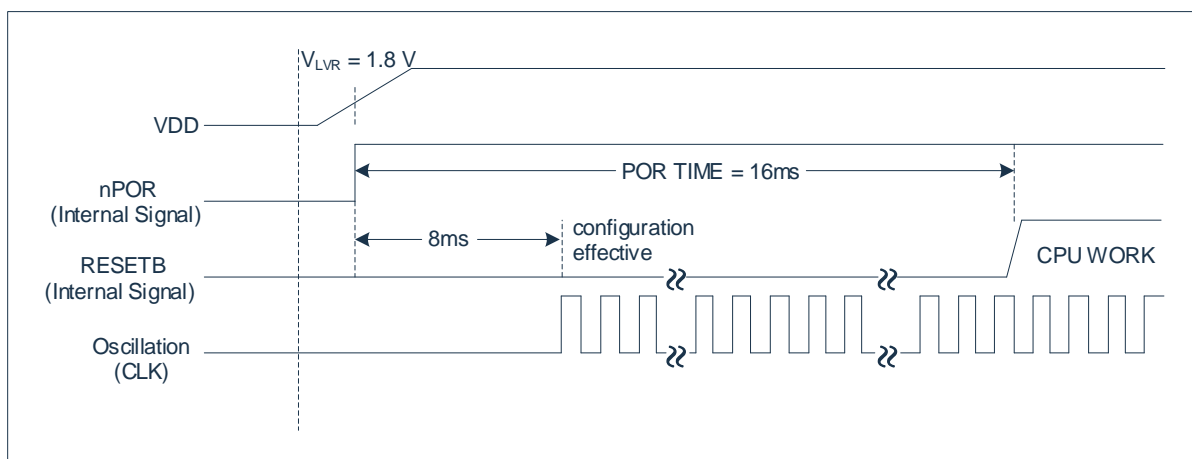 VLVR = 1.8 V
VDD
POR TIME = 16ms
nPOR
(Internal Signal)
8ms
configuration
effective
RESETB
(Internal Signal)
CPU WORK
Oscillation
(CLK)